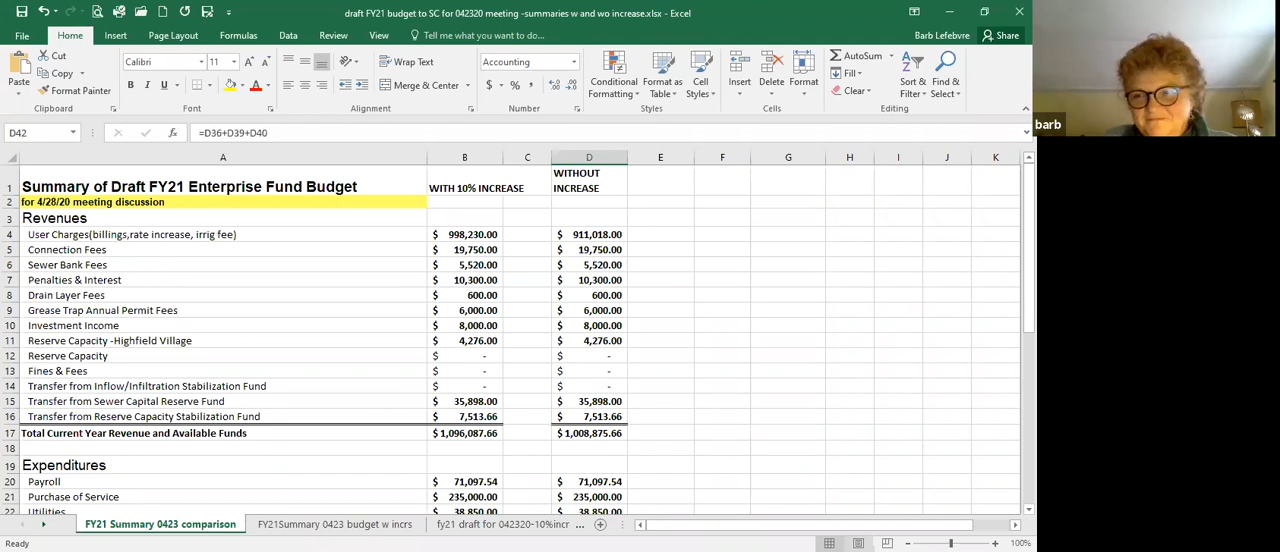 draft FY21 budget to SC for 042320 meeting -summaries w and wo increase.xlsx - Excel
Barb Lefebvre Share
File Home Insert Page Layout Formulas Data Review View Tell me what you want to do...
Cut
Copy
Format Painter
Paste
Clipboard
Calibri 11
B I U
Font
Wrap Text
Merge & Center
Alignment
Accounting
$ % ,
Number
Conditional Formatting
Format as Table
Cell Styles
Styles
Insert Delete Format
Cells
AutoSum
Fill
Clear
Sort & Filter
Find & Select
Editing
barb
D42 fx =D36+D39+D40
A B C D E F G H I J K
1 Summary of Draft FY21 Enterprise Fund Budget WITH 10% INCREASE WITHOUT INCREASE
2 for 4/28/20 meeting discussion
3 Revenues
4 User Charges(billings,rate increase, irrig fee) $ 998,230.00 $ 911,018.00
5 Connection Fees $ 19,750.00 $ 19,750.00
6 Sewer Bank Fees $ 5,520.00 $ 5,520.00
7 Penalties & Interest $ 10,300.00 $ 10,300.00
8 Drain Layer Fees $ 600.00 $ 600.00
9 Grease Trap Annual Permit Fees $ 6,000.00 $ 6,000.00
10 Investment Income $ 8,000.00 $ 8,000.00
11 Reserve Capacity -Highfield Village $ 4,276.00 $ 4,276.00
12 Reserve Capacity $ - $ -
13 Fines & Fees $ - $ -
14 Transfer from Inflow/Infiltration Stabilization Fund $ - $ -
15 Transfer from Sewer Capital Reserve Fund $ 35,898.00 $ 35,898.00
16 Transfer from Reserve Capacity Stabilization Fund $ 7,513.66 $ 7,513.66
17 Total Current Year Revenue and Available Funds $ 1,096,087.66 $ 1,008,875.66
18
19 Expenditures
20 Payroll $ 71,097.54 $ 71,097.54
21 Purchase of Service $ 235,000.00 $ 235,000.00
22 Utilities $ 38,850.00 $ 38,850.00
FY21 Summary 0423 comparison FY21Summary 0423 budget w incrs fy21 draft for 042320-10%incr ...
Ready 100%